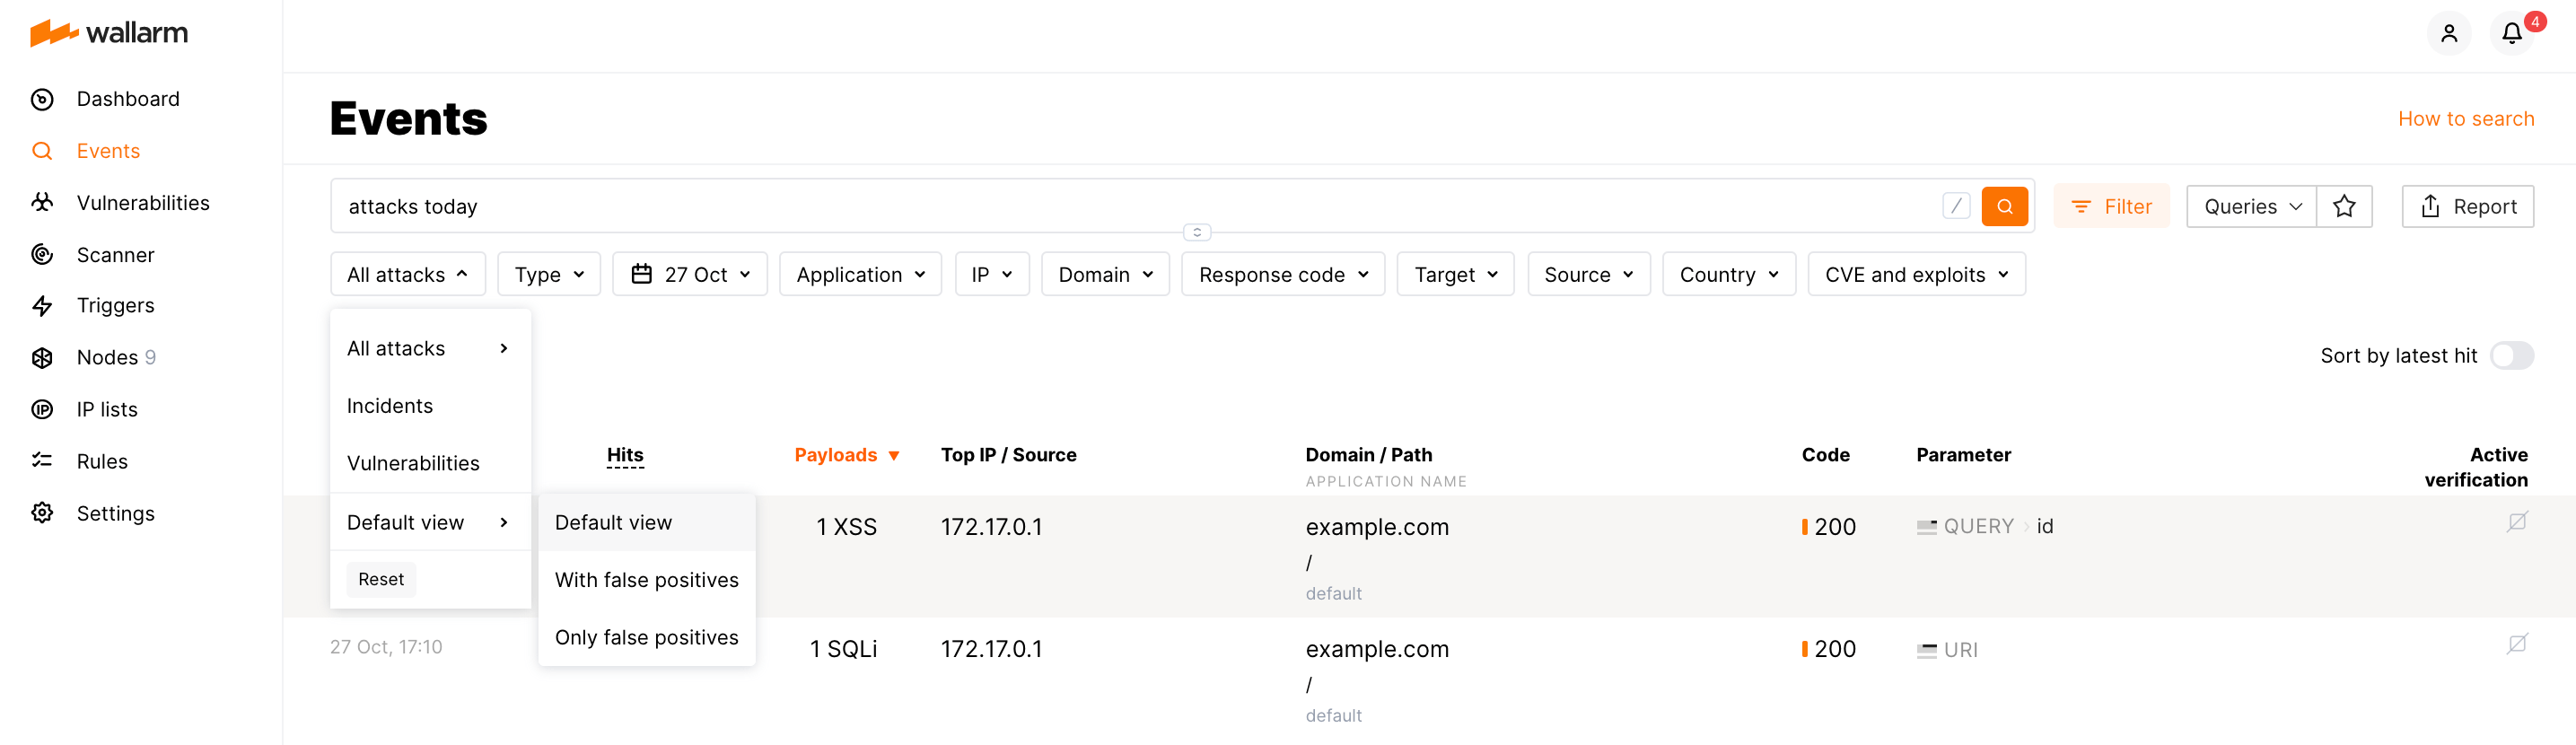 wallarm
4
Dashboard
Events
Vulnerabilities
Scanner
Triggers
Nodes 9
IP lists
Rules
Settings
Events
How to search
attacks today
/
Filter
Queries
Report
All attacks
Type
27 Oct
Application
IP
Domain
Response code
Target
Source
Country
CVE and exploits
All attacks
Incidents
Vulnerabilities
Default view
Reset
Default view
With false positives
Only false positives
Sort by latest hit
Hits
Payloads
Top IP / Source
Domain / Path
APPLICATION NAME
Code
Parameter
Active
verification
1 XSS
172.17.0.1
example.com
/
default
200
QUERY › id
27 Oct, 17:10
1 SQLi
172.17.0.1
example.com
/
default
200
URI